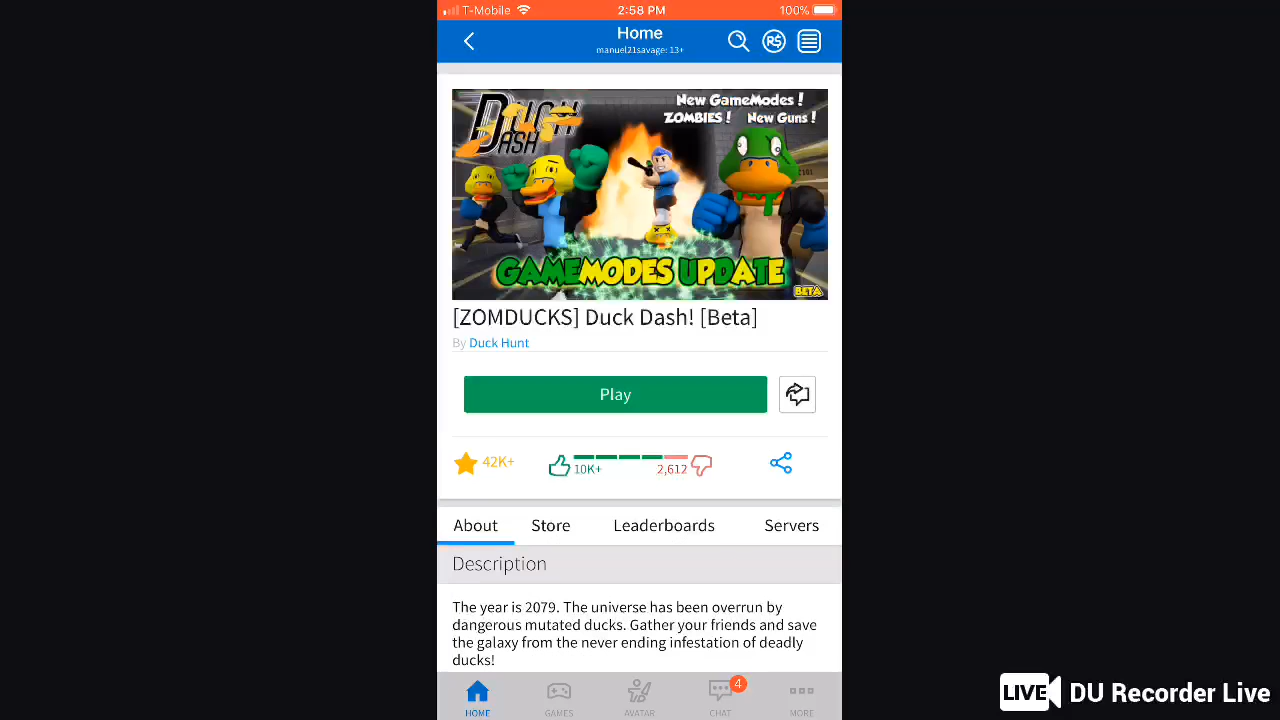 T-Mobile 2:58 PM 100%
Home
manuel21savage: 13+
R$
DUCK
DASH
New GameModes!
ZOMBIES! New Guns!
GAMEMODES UPDATE
BETA
[ZOMDUCKS] Duck Dash! [Beta]
By Duck Hunt
Play
42K+ 10K+ 2,612
About Store Leaderboards Servers
Description
The year is 2079. The universe has been overrun by
dangerous mutated ducks. Gather your friends and save
the galaxy from the never ending infestation of deadly
ducks!
4
HOME GAMES AVATAR CHAT MORE
LIVE DU Recorder Live